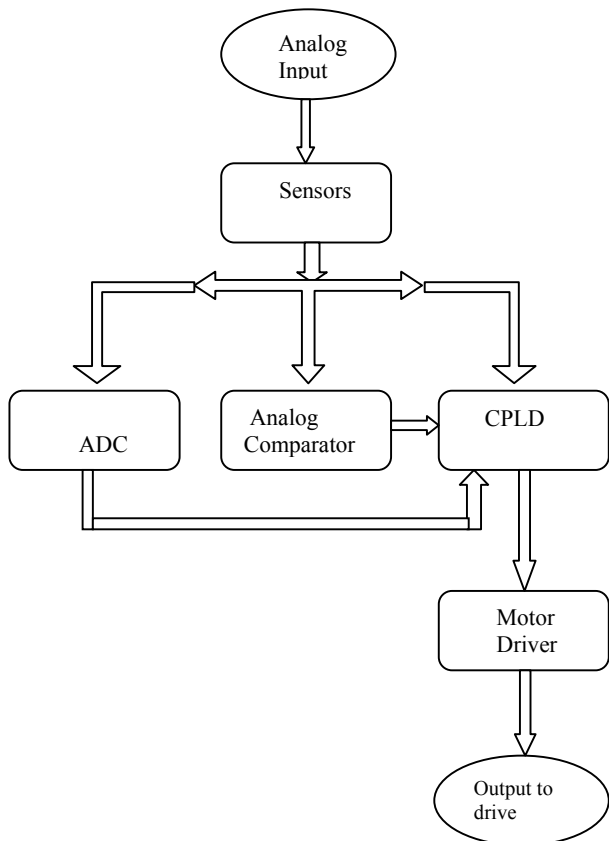 Analog
Input
Sensors
ADC
Analog
Comparator
CPLD
Motor
Driver
Output to
drive